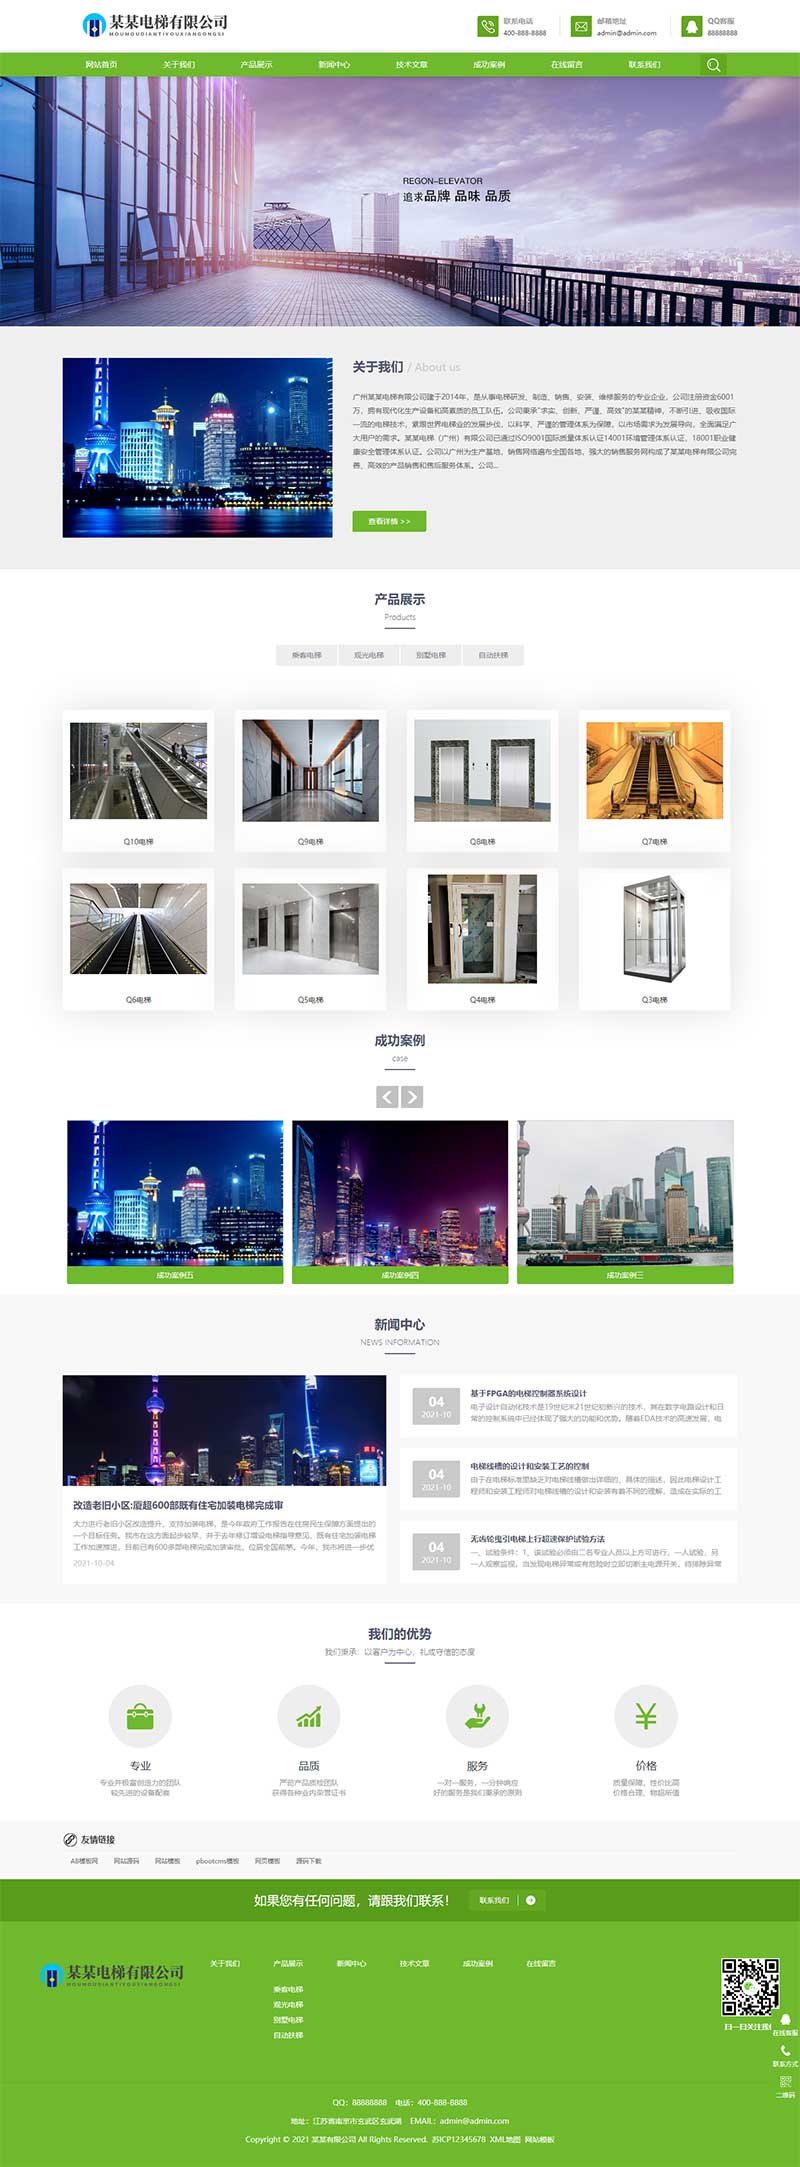 某某电梯有限公司
MOUMOUDIANTIYOUXIANGONGSI
联系电话
400-888-8888
邮箱地址
admin@admin.com
QQ客服
88888888
网站首页 关于我们 产品展示 新闻中心 技术文章 成功案例 在线留言 联系我们
REGON-ELEVATOR
追求品牌 品味 品质
关于我们 / About us
广州某某电梯有限公司建于2014年，是从事电梯研发、制造、销售、安装、维修服务的专业企业。公司注册资金6001
万，拥有现代化生产设备和高素质的员工队伍。公司秉承“求实、创新、严谨、高效”的某某精神，不断引进、吸收国际
一流的电梯技术，紧跟世界电梯业的发展步伐，以科学、严谨的管理体系为保障，以市场需求为发展导向，全面满足广
大用户的需求。某某电梯（广州）有限公司已通过ISO9001国际质量体系认证14001环境管理体系认证，18001职业健
康安全管理体系认证。公司以广州为生产基地，销售网络遍布全国各地，强大的销售服务网构成了某某电梯有限公司完
善、高效的产品销售和售后服务体系。公司...
查看详情 >>
产品展示
Products
乘客电梯 观光电梯 别墅电梯 自动扶梯
Q10电梯 Q9电梯 Q8电梯 Q7电梯
Q6电梯 Q5电梯 Q4电梯 Q3电梯
成功案例
case
成功案例五 成功案例四 成功案例三
新闻中心
NEWS INFORMATION
改造老旧小区:厦超600部既有住宅加装电梯完成审
大力进行老旧小区改造提升，支持加装电梯，是今年政府工作报告在住房民生保障方面提出的
一个目标任务。我市在这方面起步较早，并于去年修订增设电梯指导意见，既有住宅加装电梯
工作加速推进，目前已有600多部电梯完成加装审批，位居全国前茅。今年，我市将进一步优
2021-10-04
04
2021-10
基于FPGA的电梯控制器系统设计
电子设计自动化技术是19世纪末21世纪初新兴的技术，其在数字电路设计和日
常的控制系统中已经体现了强大的功能和优势。随着EDA技术的高速发展，电
04
2021-10
电梯线槽的设计和安装工艺的控制
由于在电梯标准里缺乏对电梯线槽做出详细的、具体的描述，因此电梯设计工
程师和安装工程师对电梯线槽的设计和安装有着不同的理解，造成在实际的工
04
2021-10
无齿轮曳引电梯上行超速保护试验方法
一、试验条件：1、该试验必须由二名专业人员以上方可进行，一人试验，另
一人观察监视，当发现电梯异常或有危险时立即切断主电源开关。待排除异常
我们的优势
我们秉承：以客户为中心，礼成守信的态度
专业
专业并极富创造力的团队
较先进的设备配套
品质
严苛产品质检团队
获得各种业内荣誉证书
服务
一对一服务，一分钟响应
好的服务是我们秉承的原则
价格
质量保障，性价比高
价格合理，物超所值
友情链接
AB模板网 网站源码 网站模板 pbootcms模板 网页模板 源码下载
如果您有任何问题，请跟我们联系！
联系我们
某某电梯有限公司
MOUMOUDIANTIYOUXIANGONGSI
关于我们 产品展示 新闻中心 技术文章 成功案例 在线留言
乘客电梯
观光电梯
别墅电梯
自动扶梯
扫一扫关注我们
在线客服
联系方式
二维码
QQ：88888888 电话：400-888-8888
地址：江苏省南京市玄武区玄武湖 EMAIL：admin@admin.com
Copyright © 2021 某某有限公司 All Rights Reserved. 苏ICP12345678 XML地图 网站模板